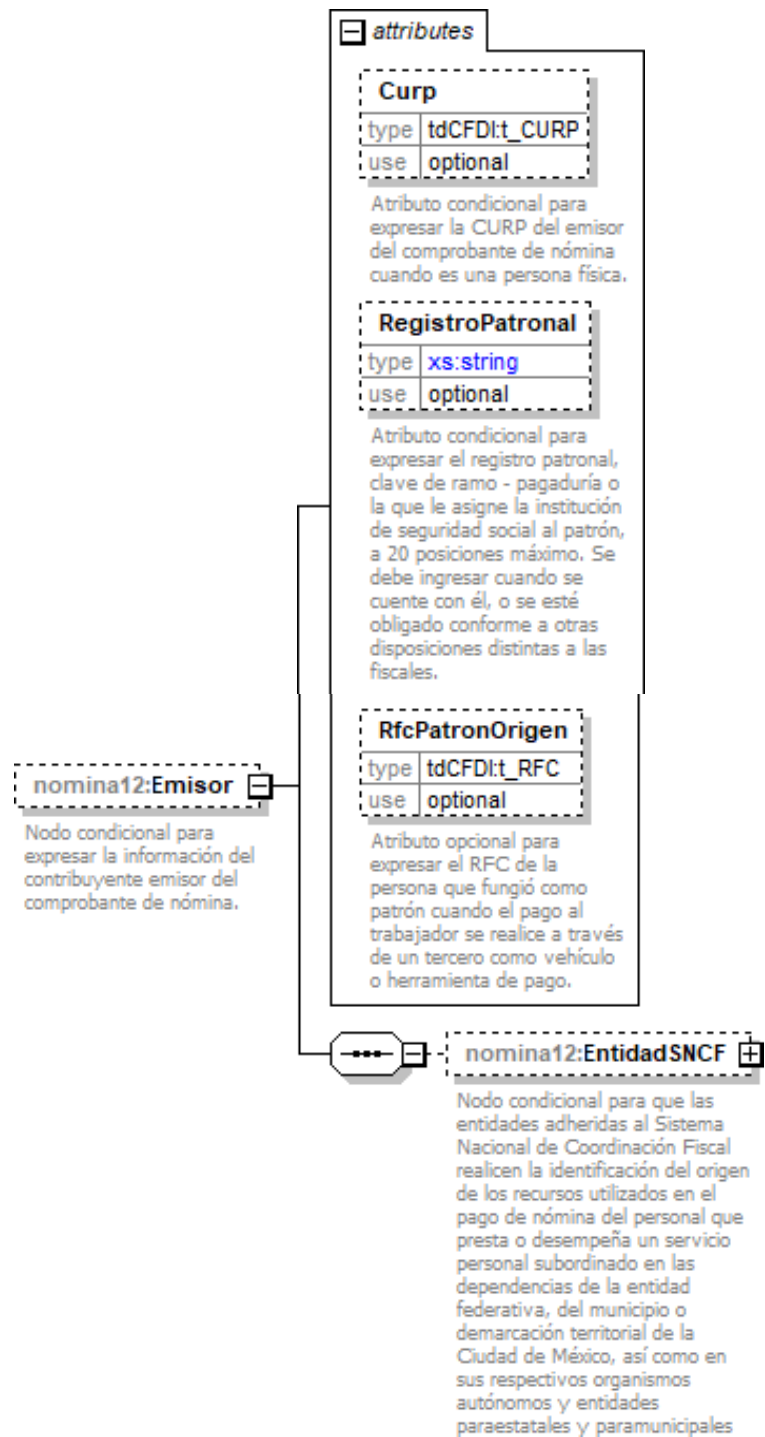 attributes
Curp
type tdCFDI:t_CURP
use optional
Atributo condicional para
expresar la CURP del emisor
del comprobante de nómina
cuando es una persona física.
RegistroPatronal
type xs:string
use optional
Atributo condicional para
expresar el registro patronal,
clave de ramo - pagaduría o
la que le asigne la institución
de seguridad social al patrón,
a 20 posiciones máximo. Se
debe ingresar cuando se
cuente con él, o se esté
obligado conforme a otras
disposiciones distintas a las
fiscales.
RfcPatronOrigen
type tdCFDI:t_RFC
use optional
Atributo opcional para
expresar el RFC de la
persona que fungió como
patrón cuando el pago al
trabajador se realice a través
de un tercero como vehículo
o herramienta de pago.
nomina12:Emisor
Nodo condicional para
expresar la información del
contribuyente emisor del
comprobante de nómina.
nomina12:EntidadSNCF
Nodo condicional para que las
entidades adheridas al Sistema
Nacional de Coordinación Fiscal
realicen la identificación del origen
de los recursos utilizados en el
pago de nómina del personal que
presta o desempeña un servicio
personal subordinado en las
dependencias de la entidad
federativa, del municipio o
demarcación territorial de la
Ciudad de México, así como en
sus respectivos organismos
autónomos y entidades
paraestatales y paramunicipales